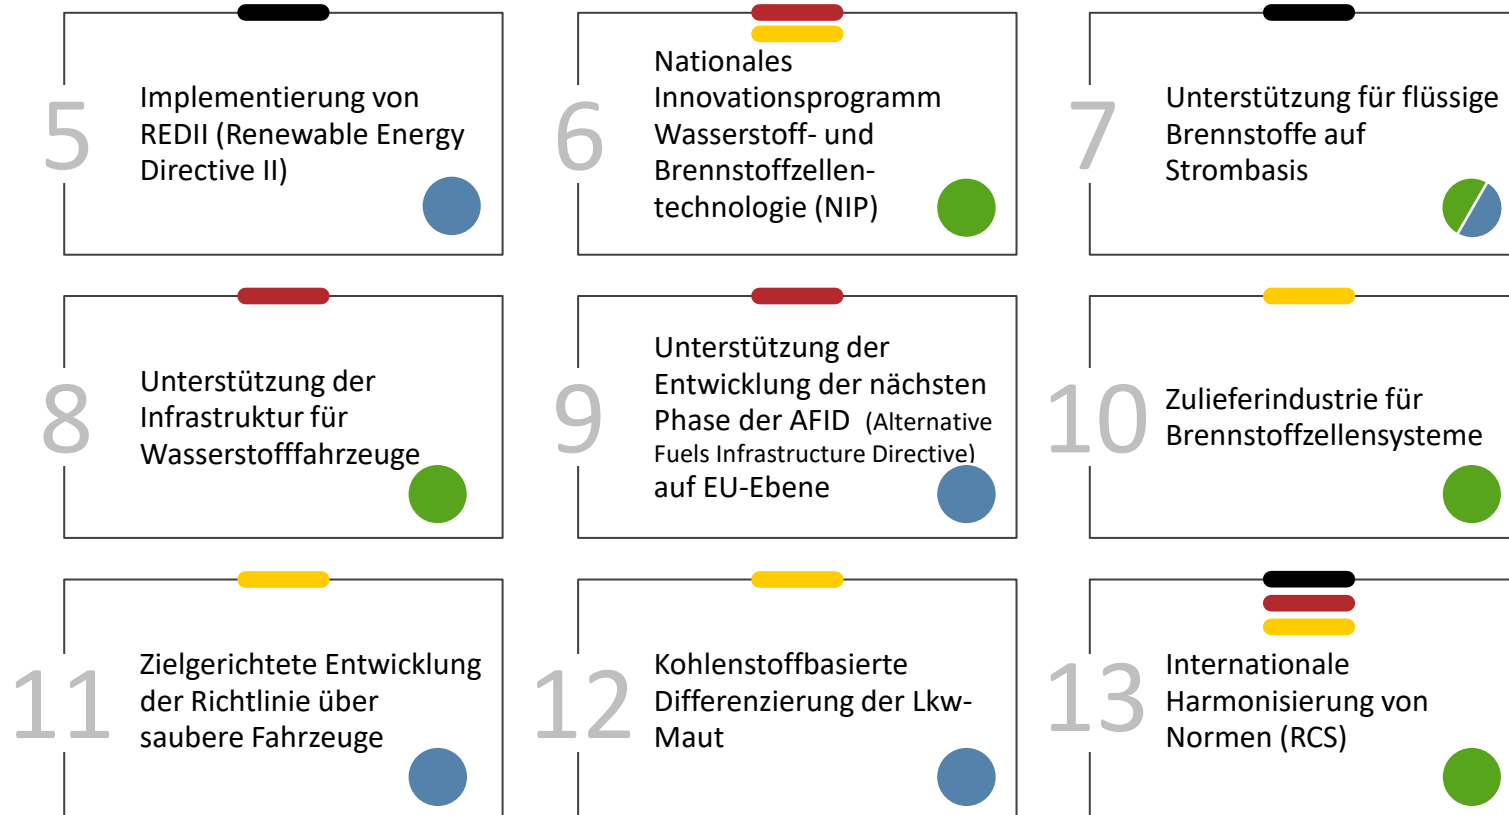 5
Implementierung von
REDII (Renewable Energy
Directive II)
6
Nationales
Innovationsprogramm
Wasserstoff- und
Brennstoffzellen-
technologie (NIP)
7
Unterstützung für flüssige
Brennstoffe auf
Strombasis
8
Unterstützung der
Infrastruktur für
Wasserstofffahrzeuge
9
Unterstützung der
Entwicklung der nächsten
Phase der AFID (Alternative
Fuels Infrastructure Directive)
auf EU-Ebene
10
Zulieferindustrie für
Brennstoffzellensysteme
11
Zielgerichtete Entwicklung
der Richtlinie über
saubere Fahrzeuge
12
Kohlenstoffbasierte
Differenzierung der Lkw-
Maut
13
Internationale
Harmonisierung von
Normen (RCS)